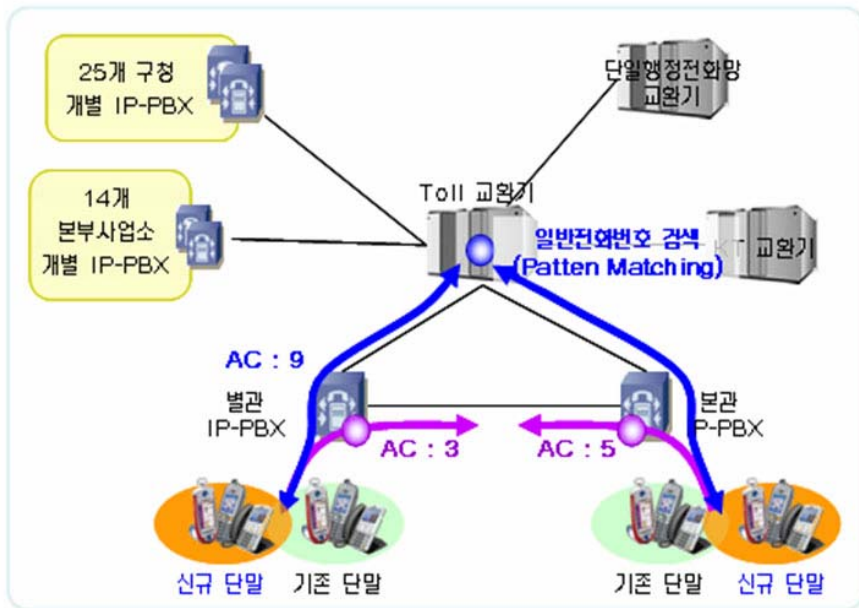 25개 구청
개별 IP-PBX
단일행정전화망
교환기
14개
본부사업소
개별 IP-PBX
Toll 교환기
일반전화번호 검색
(Patten Matching)
KT 교환기
AC : 9
별관
IP-PBX
본관
P-PBX
AC : 3
AC : 5
신규 단말
기존 단말
기존 단말
신규 단말